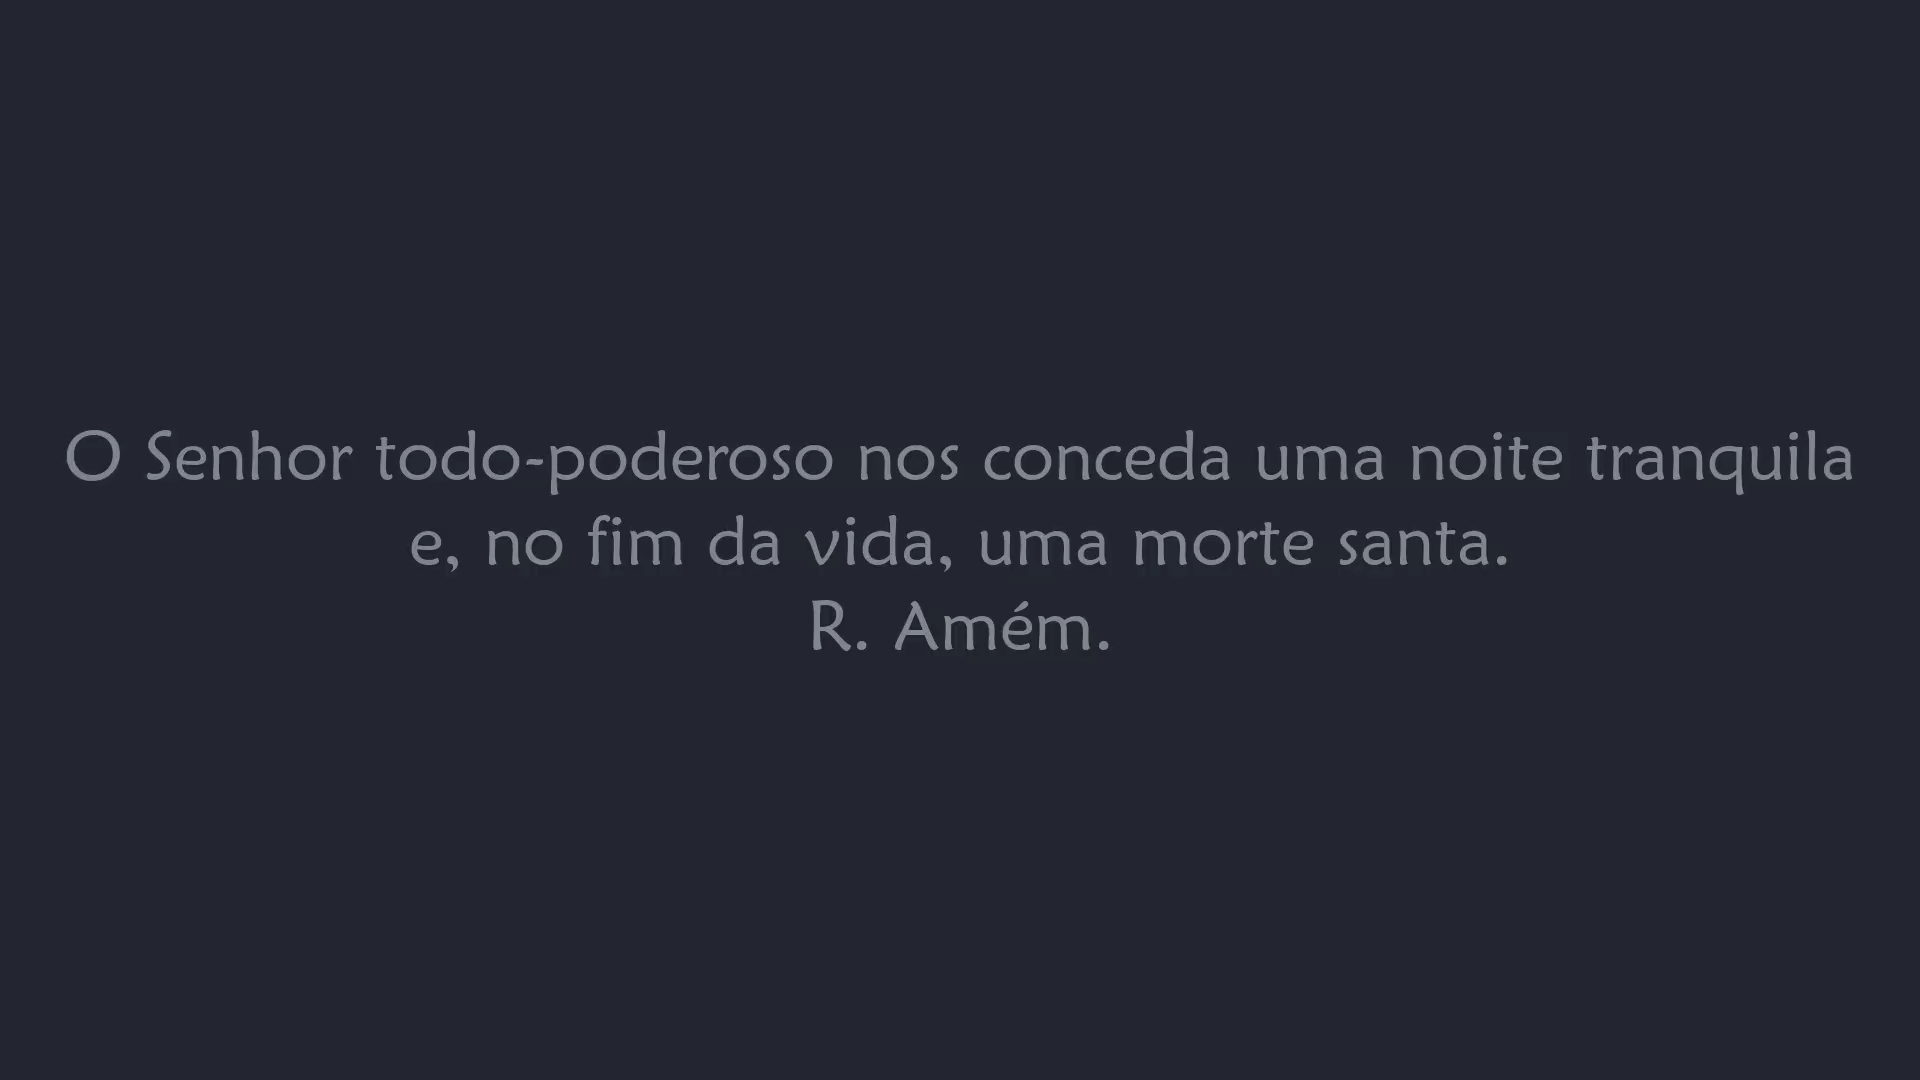 O Senhor todo-poderoso nos conceda uma noite tranquila
e, no fim da vida, uma morte santa.
R. Amém.